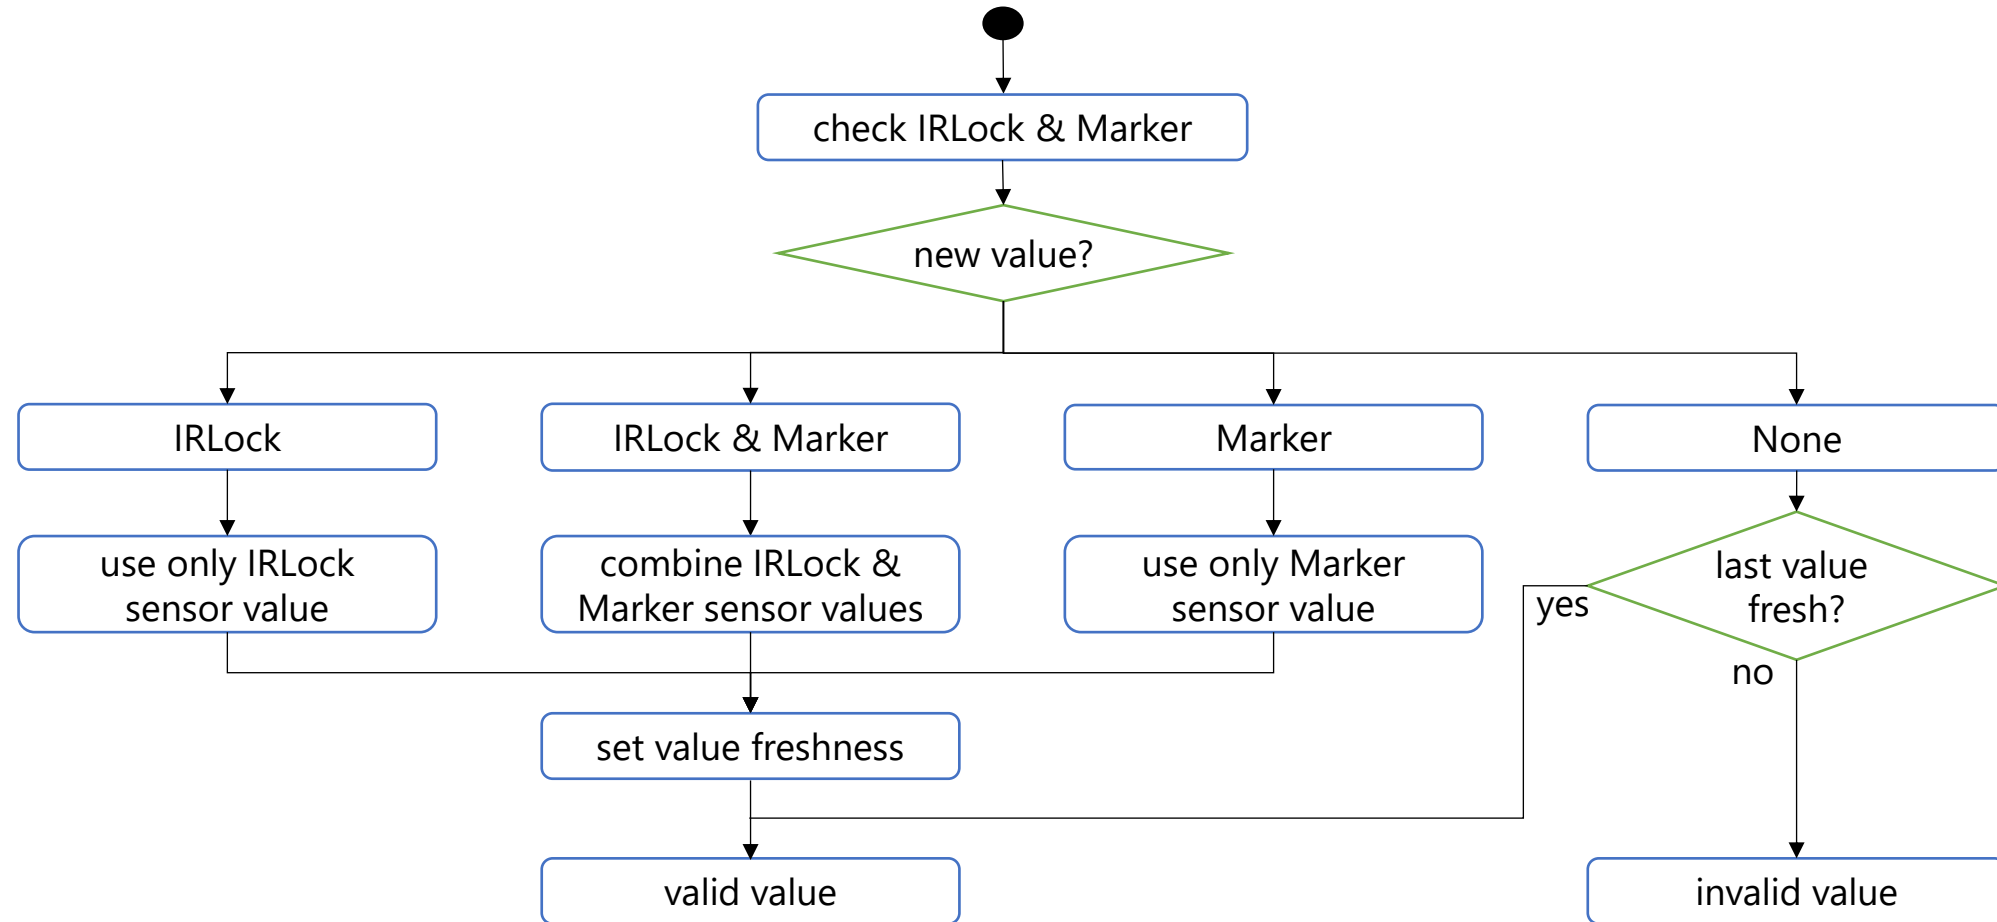 check IRLock & Marker
new value?
IRLock
IRLock & Marker
Marker
None
use only IRLock
sensor value
combine IRLock &
Marker sensor values
use only Marker
sensor value
last value
fresh?
yes
no
set value freshness
valid value
invalid value